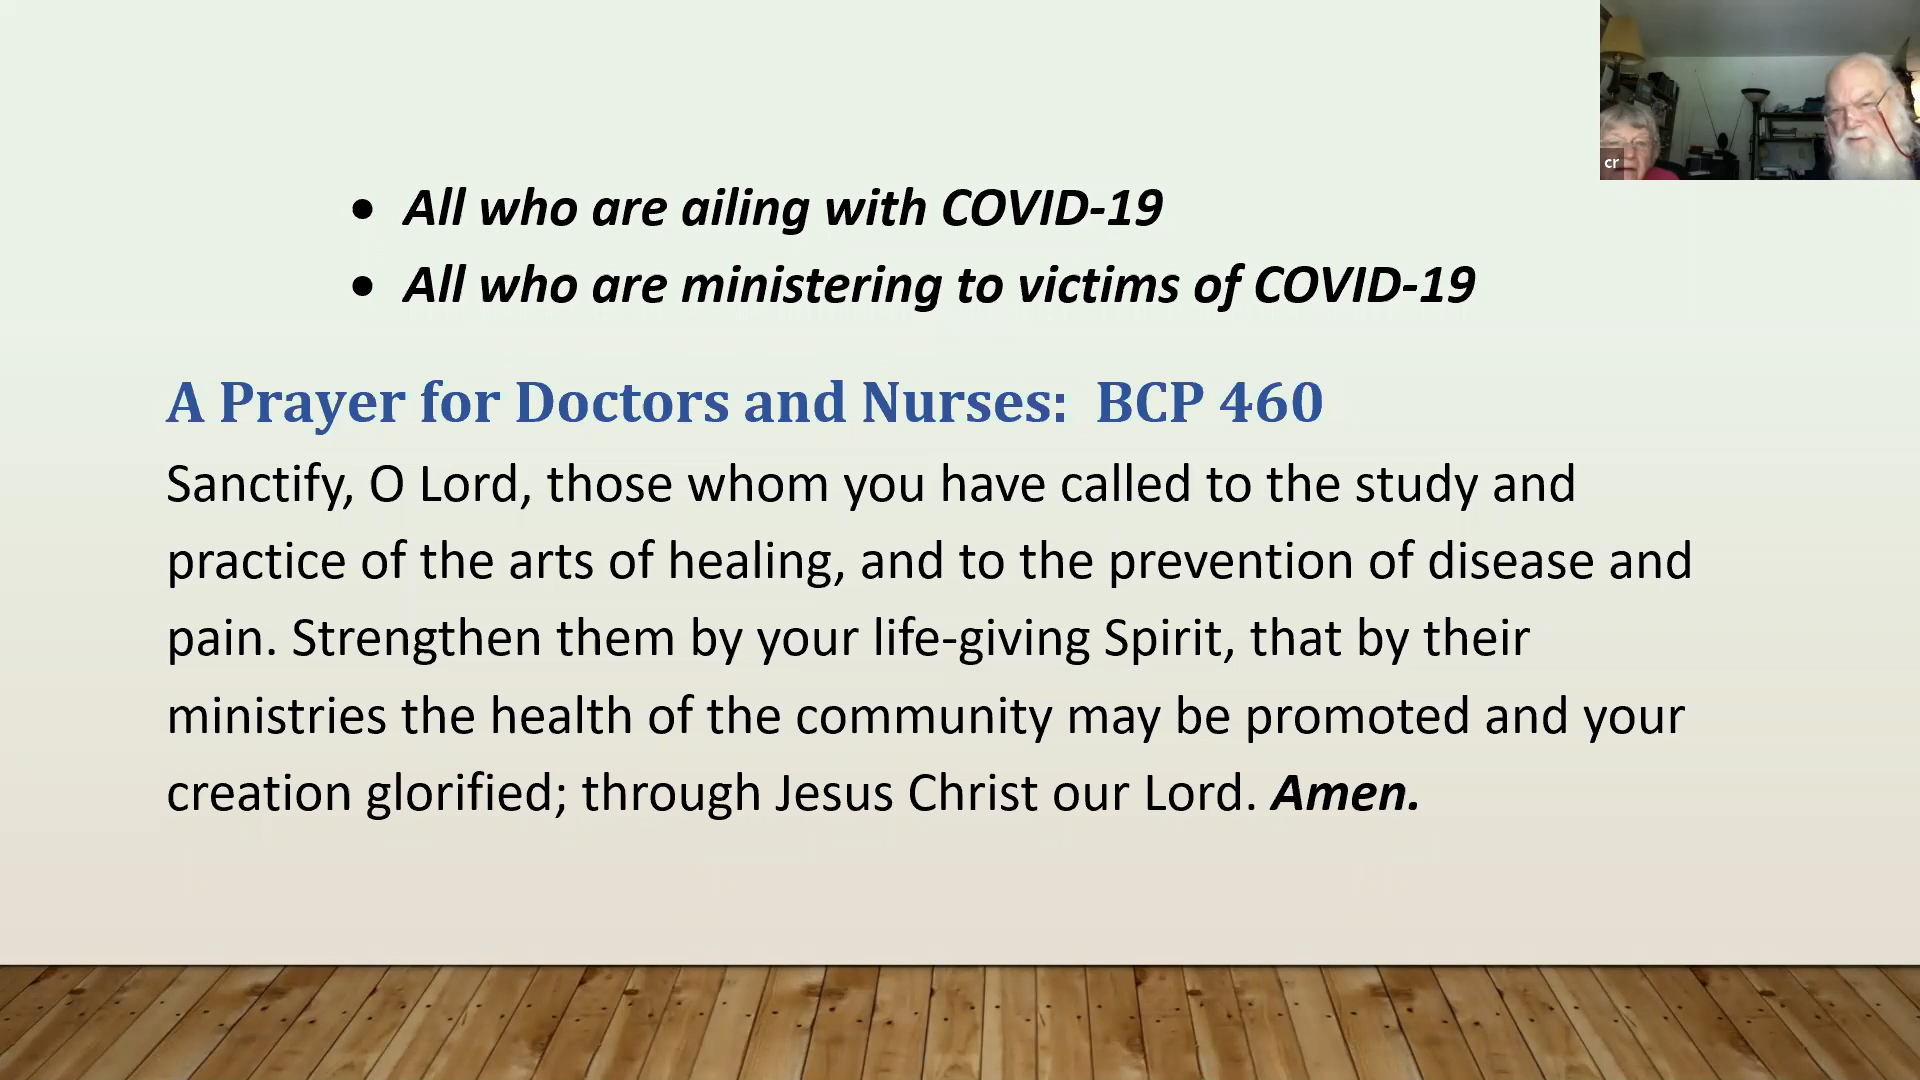 cr
• All who are ailing with COVID-19
• All who are ministering to victims of COVID-19
A Prayer for Doctors and Nurses:  BCP 460
Sanctify, O Lord, those whom you have called to the study and
practice of the arts of healing, and to the prevention of disease and
pain. Strengthen them by your life-giving Spirit, that by their
ministries the health of the community may be promoted and your
creation glorified; through Jesus Christ our Lord. Amen.